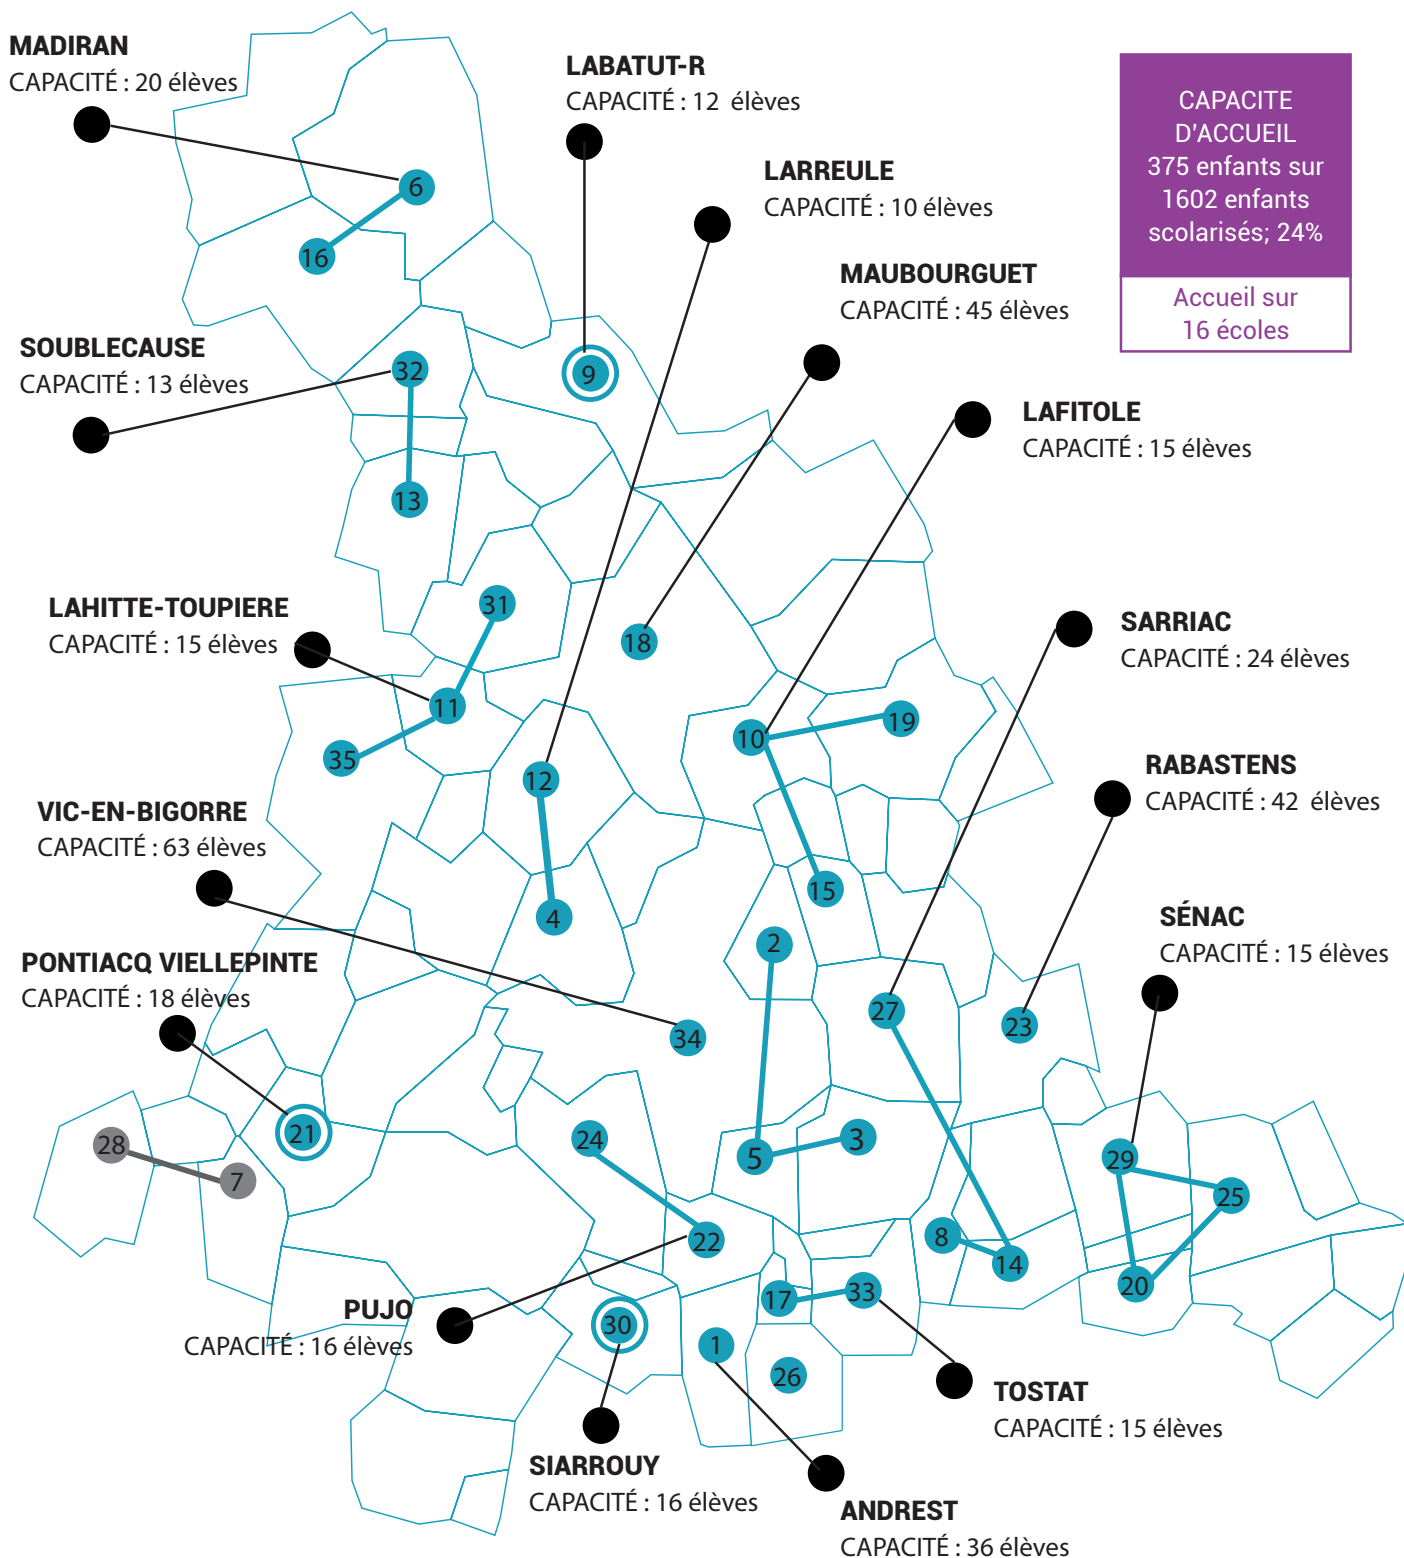 MADIRAN
CAPACITÉ : 20 élèves
LABATUT-R
CAPACITÉ : 12 élèves
CAPACITE
D'ACCUEIL
375 enfants sur
1602 enfants
scolarisés; 24%
Accueil sur
16 écoles
LARREULE
CAPACITÉ : 10 élèves
6
16
MAUBOURGUET
CAPACITÉ : 45 élèves
SOUBLECAUSE
CAPACITÉ : 13 élèves
32
9
LAFITOLE
CAPACITÉ : 15 élèves
13
LAHITTE-TOUPIERE
CAPACITÉ : 15 élèves
31
18
SARRIAC
CAPACITÉ : 24 élèves
11
35
12
10
19
RABASTENS
CAPACITÉ : 42 élèves
VIC-EN-BIGORRE
CAPACITÉ : 63 élèves
4
15
2
SÉNAC
CAPACITÉ : 15 élèves
PONTIACQ VIELLEPINTE
CAPACITÉ : 18 élèves
34
27
23
28
7
21
24
5
3
29
25
22
8
14
20
17
33
PUJO
CAPACITÉ : 16 élèves
30
1
26
TOSTAT
CAPACITÉ : 15 élèves
SIARROUY
CAPACITÉ : 16 élèves
ANDREST
CAPACITÉ : 36 élèves